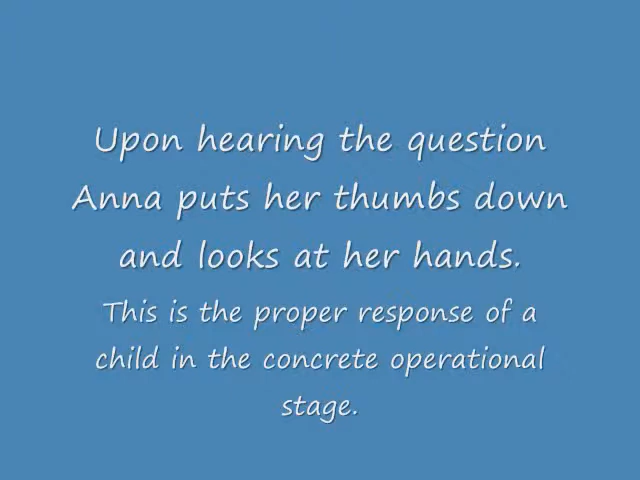 Upon hearing the question
Anna puts her thumbs down
and looks at her hands.
This is the proper response of a
child in the concrete operational
stage.